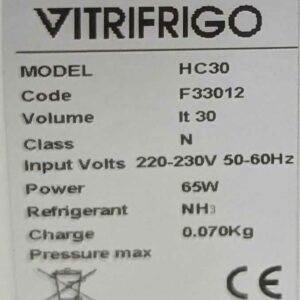 VITRIFRIGO
MODEL HC30
Code F33012
Volume lt 30
Class N
Input Volts 220-230V 50-60Hz
Power 65W
Refrigerant NH3
Charge 0.070Kg
Pressure max
CE